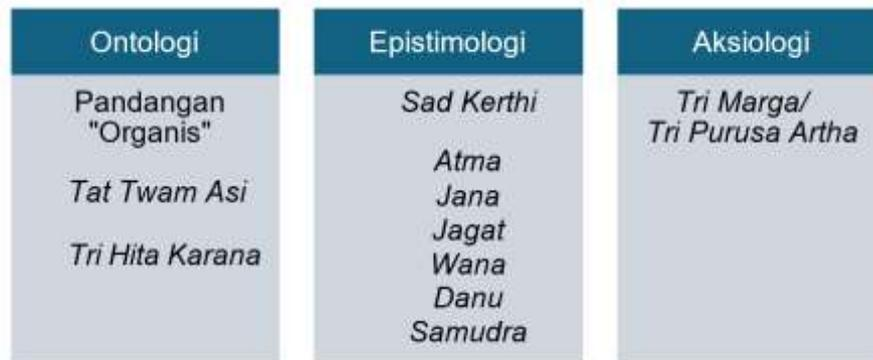 Ontologi
Pandangan
"Organis"
Tat Twam Asi
Tri Hita Karana
Epistimologi
Sad Kerthi
Atma
Jana
Jagat
Wana
Danu
Samudra
Aksiologi
Tri Marga/
Tri Purusa Artha